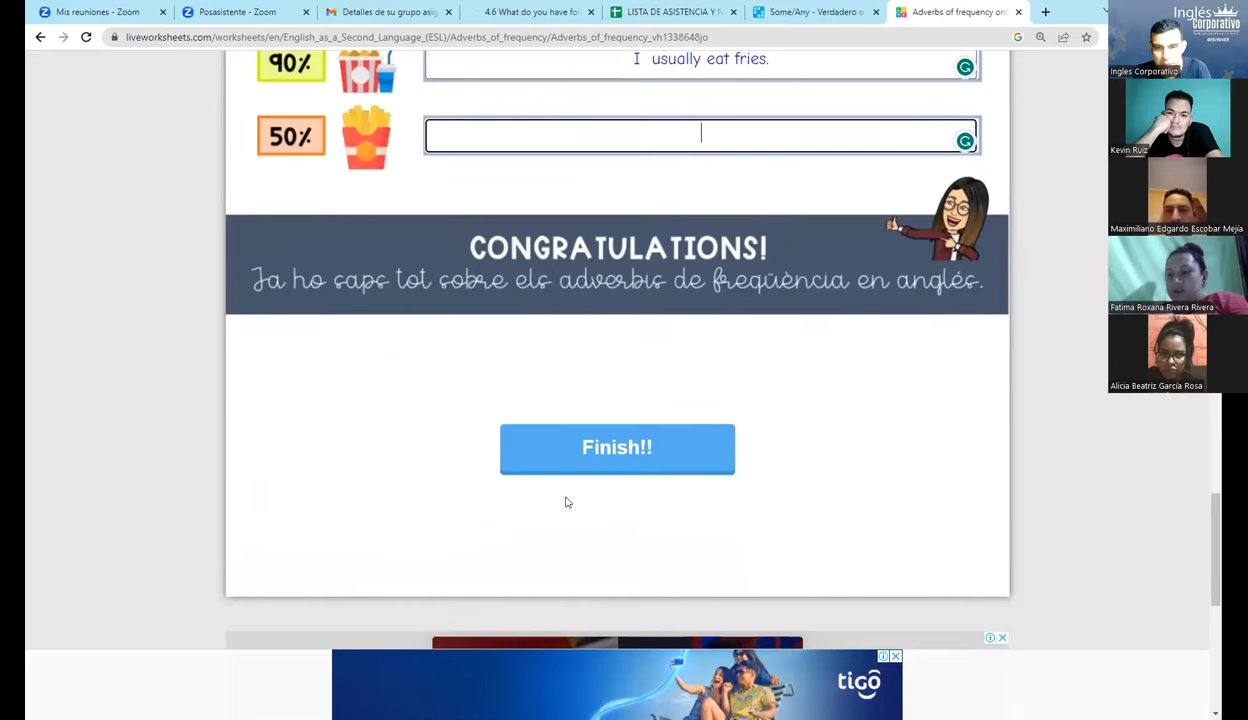 Mis reuniones - Zoom
Posasistente - Zoom
Detalles de su grupo asig
4.6 What do you have for
LISTA DE ASISTENCIA Y N
Some/Any - Verdadero o
Adverbs of frequency onl
liveworksheets.com/worksheets/en/English_as_a_Second_Language_(ESL)/Adverbs_of_frequency/Adverbs_of_frequency_vh1338648jo
90%
I usually eat fries.
50%
CONGRATULATIONS!
Ja ho saps tot sobre els adverbis de freqüència en anglés.
Finish!!
tigo
Inglés
Corporativo
BEGINNER
Ingles Corporativo
Kevin Ruiz
Maximiliano Edgardo Escobar Mejía
Fatima Roxana Rivera Rivera
Alicia Beatriz García Rosa